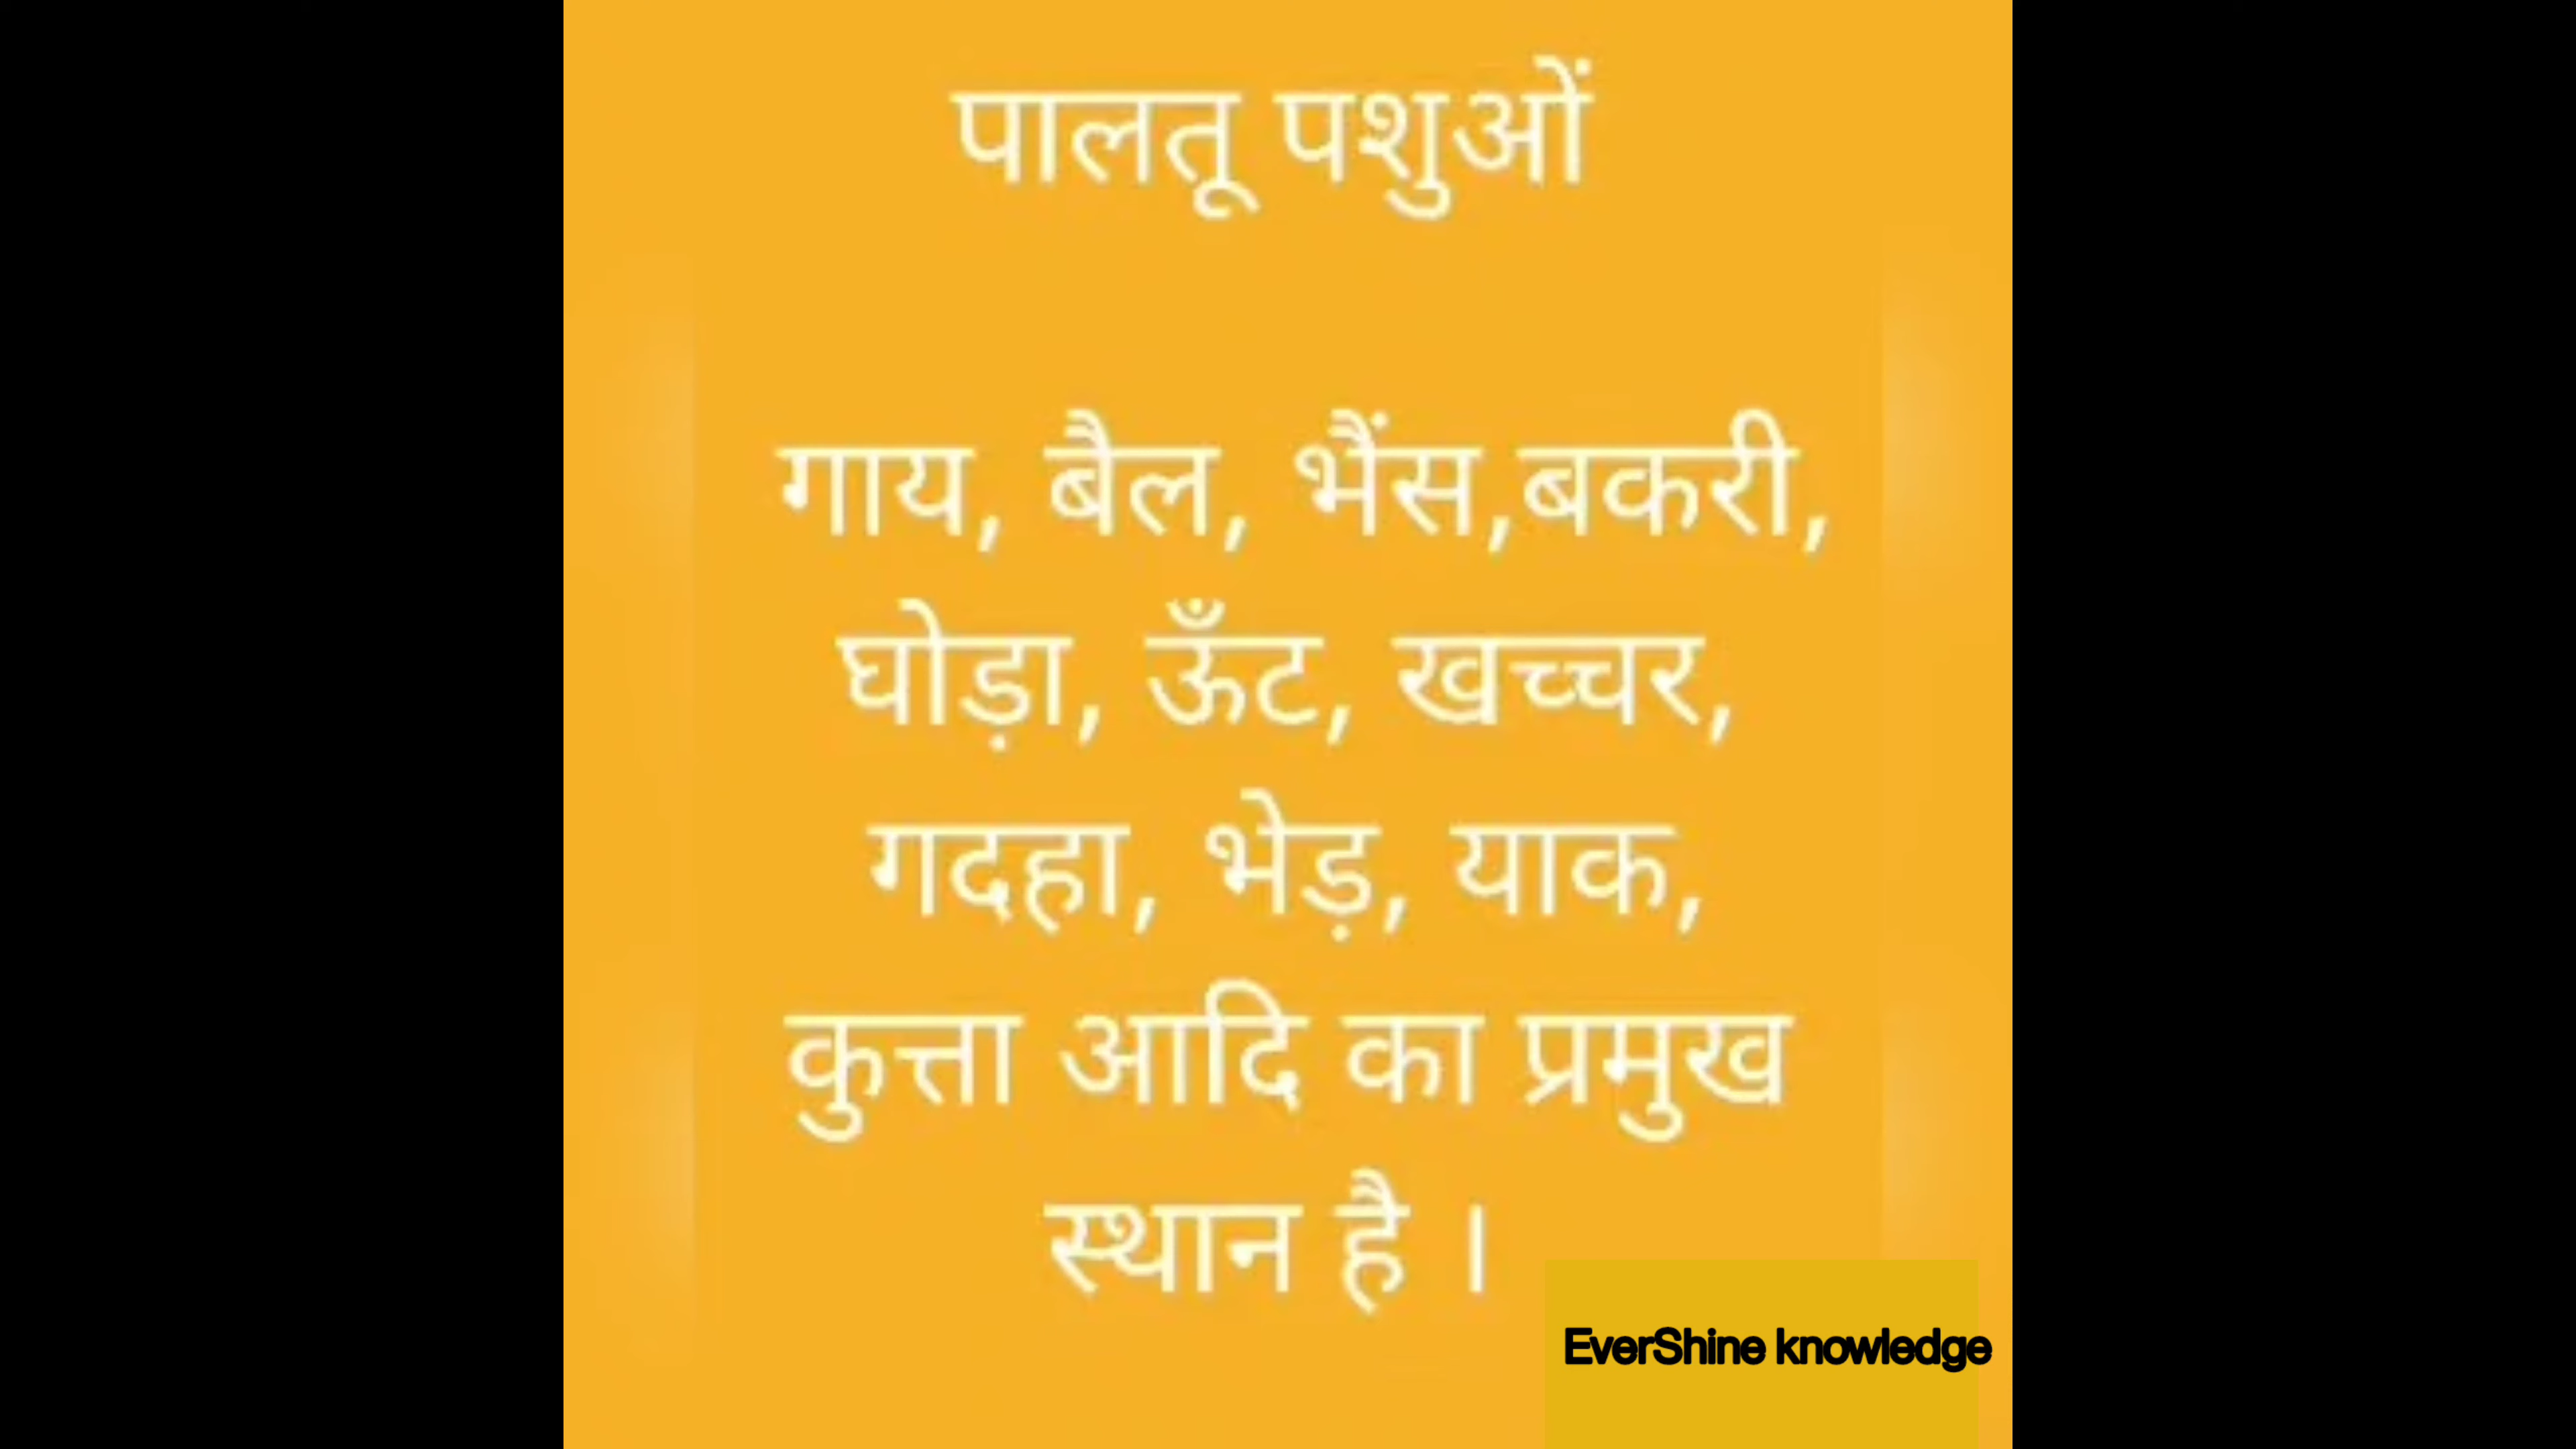 पालतू पशुओं
गाय, बैल, भैंस,बकरी,
घोड़ा, ऊँट, खच्चर,
गदहा, भेड़, याक,
कुत्ता आदि का प्रमुख
स्थान है ।
EverShine knowledge